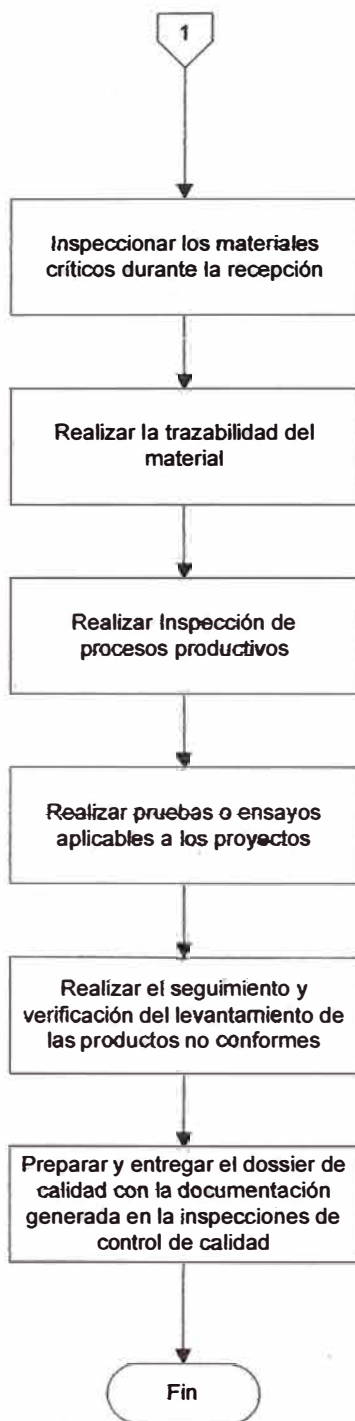 1
Inspeccionar los materiales
críticos durante la recepción
Realizar la trazabilidad del
material
Realizar Inspección de
procesos productivos
Realizar pruebas o ensayos
aplicables a los proyectos
Realizar el seguimiento y
verificación del levantamiento de
las productos no conformes
Preparar y entregar el dossier de
calidad con la documentación
generada en la inspecciones de
control de calidad
Fin